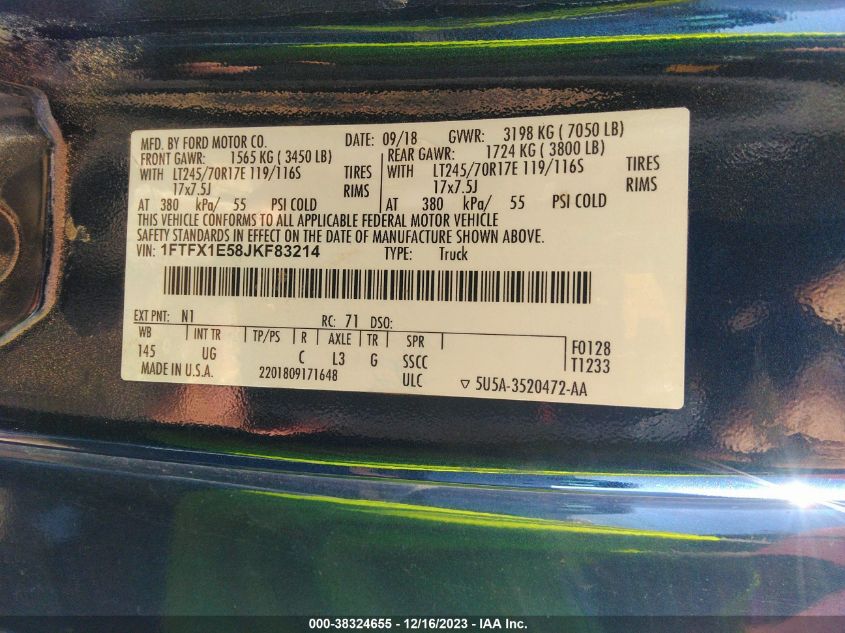 MFD. BY FORD MOTOR CO. DATE: 09/18 GVWR: 3198 KG ( 7050 LB)
FRONT GAWR: 1565 KG ( 3450 LB) REAR GAWR: 1724 KG ( 3800 LB)
WITH LT245/70R17E 119/116S TIRES WITH LT245/70R17E 119/116S TIRES
17x7.5J RIMS 17x7.5J RIMS
AT 380 kPa/ 55 PSI COLD AT 380 kPa/ 55 PSI COLD
THIS VEHICLE CONFORMS TO ALL APPLICABLE FEDERAL MOTOR VEHICLE
SAFETY STANDARDS IN EFFECT ON THE DATE OF MANUFACTURE SHOWN ABOVE.
VIN: 1FTFX1E58JKF83214 TYPE: Truck
EXT PNT: N1 RC: 71 DSO:
WB INT TR TP/PS R AXLE TR SPR F0128
145 UG C L3 G SSCC T1233
MADE IN U.S.A. 2201809171648 ULC ▽ 5U5A-3520472-AA
000-38324655 - 12/16/2023 - IAA Inc.